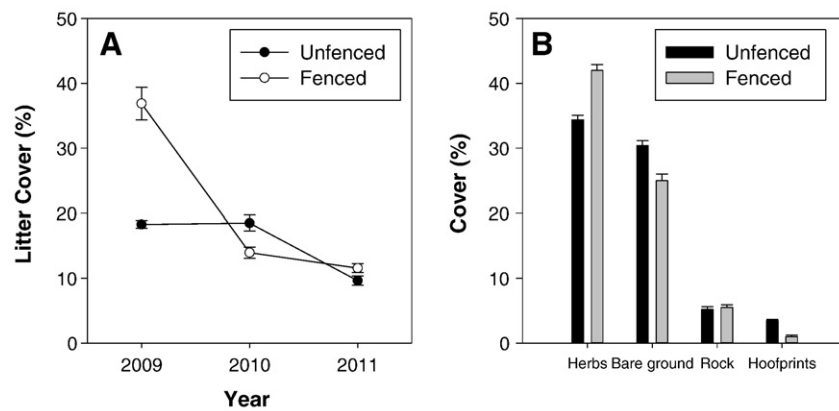 A
Unfenced
Fenced
50
40
30
20
10
0
Litter Cover (%)
2009 2010 2011
Year
B
Unfenced
Fenced
50
40
30
20
10
0
Cover (%)
Herbs Bare ground Rock Hoofprints